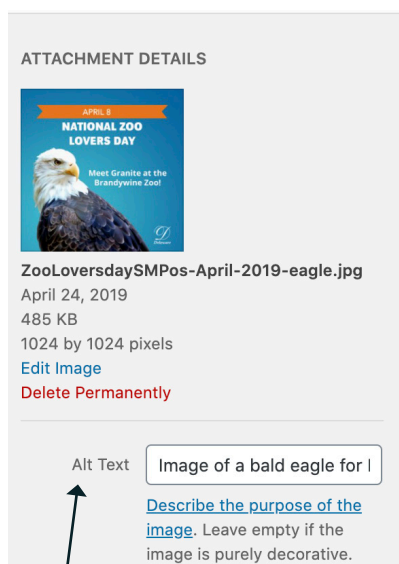 ATTACHMENT DETAILS
APRIL 8
NATIONAL ZOO
LOVERS DAY
Meet Granite at the
Brandywine Zoo!
Delaware
ZooLoversdaySMPos-April-2019-eagle.jpg
April 24, 2019
485 KB
1024 by 1024 pixels
Edit Image
Delete Permanently
Alt Text
Image of a bald eagle for
Describe the purpose of the
image. Leave empty if the
image is purely decorative.